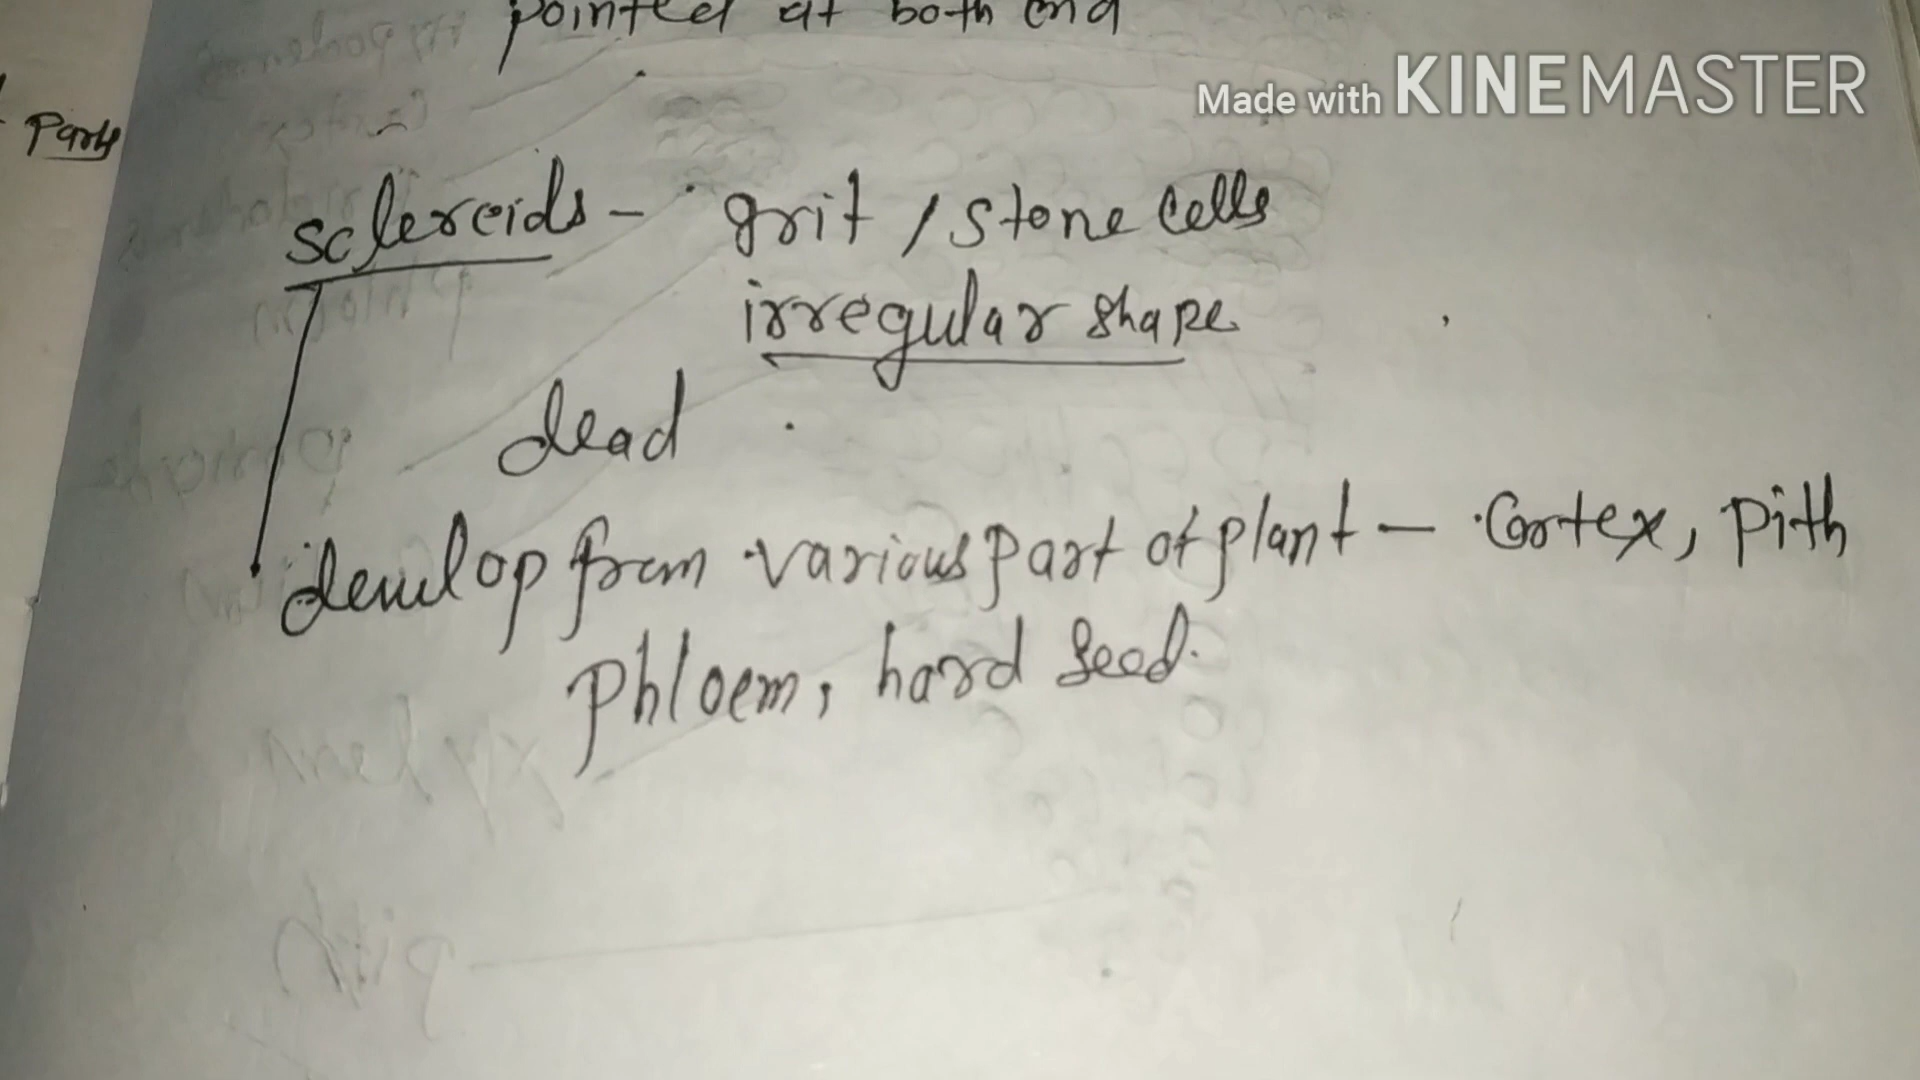 pointed at both end
Made with KINEMASTER
Parts
sclereids - grit / stone cells
irregular shape
dead
develop from various part of plant - Cortex, pith
phloem, hard seed.